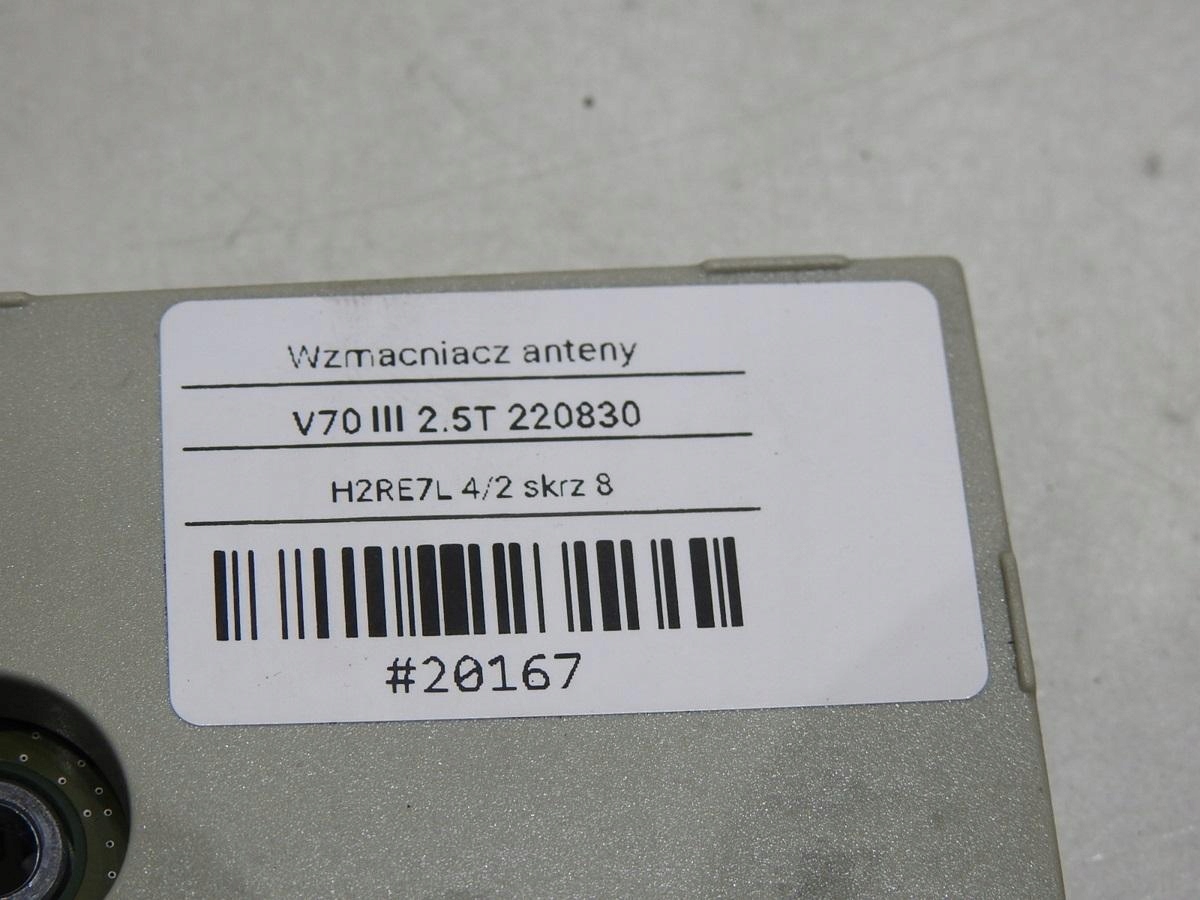 Wzmacniacz anteny
V70 III 2.5T 220830
H2RE7L 4/2 skrz 8
#20167